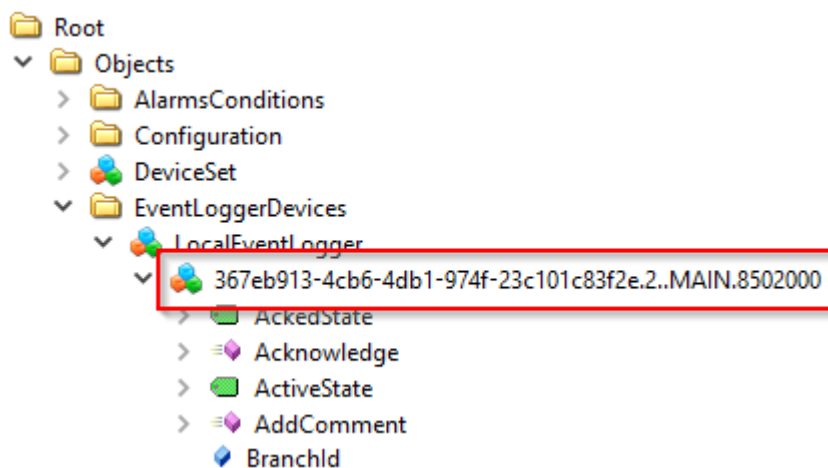 Root
Objects
AlarmsConditions
Configuration
DeviceSet
EventLoggerDevices
LocalEventLogger
367eb913-4cb6-4db1-974f-23c101c83f2e.2..MAIN.8502000
AckedState
Acknowledge
ActiveState
AddComment
BranchId